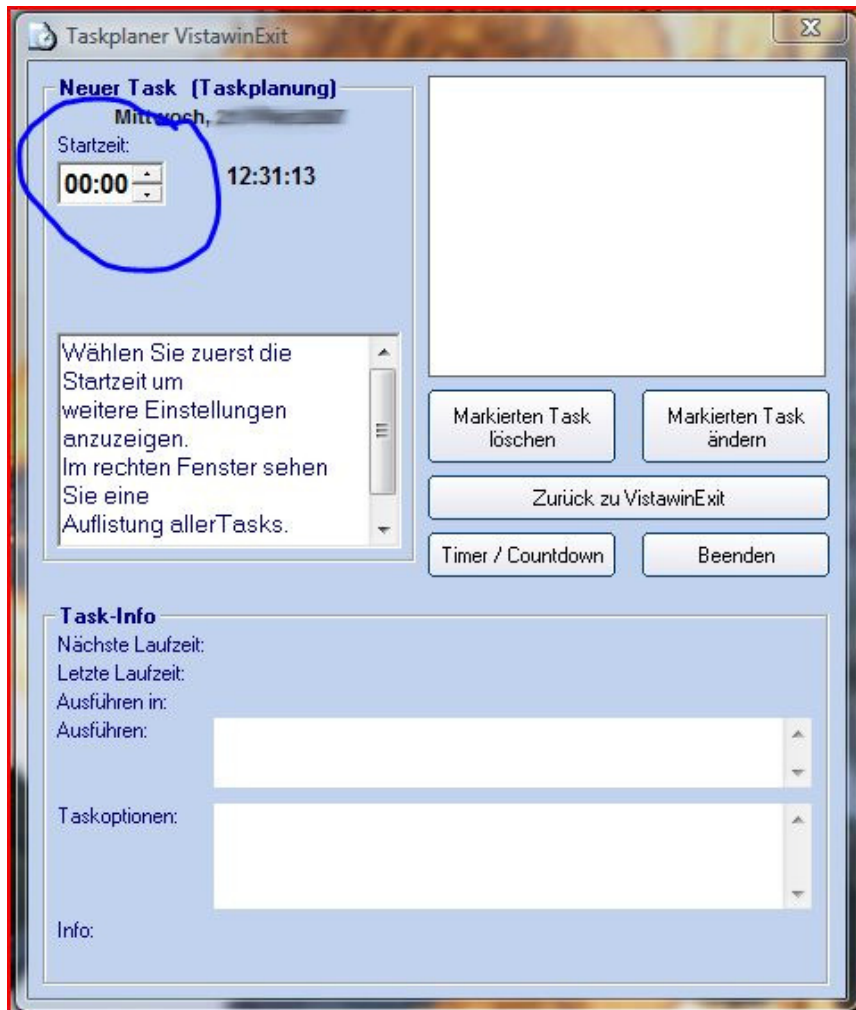 Taskplaner VistawinExit
Neuer Task (Taskplanung)
Mittwoch,
Startzeit:
00:00
12:31:13
Wählen Sie zuerst die
Startzeit um
weitere Einstellungen
anzuzeigen.
Im rechten Fenster sehen
Sie eine
Auflistung allerTasks.
Markierten Task
löschen
Markierten Task
ändern
Zurück zu VistawinExit
Timer / Countdown
Beenden
Task-Info
Nächste Laufzeit:
Letzte Laufzeit:
Ausführen in:
Ausführen:
Taskoptionen:
Info: